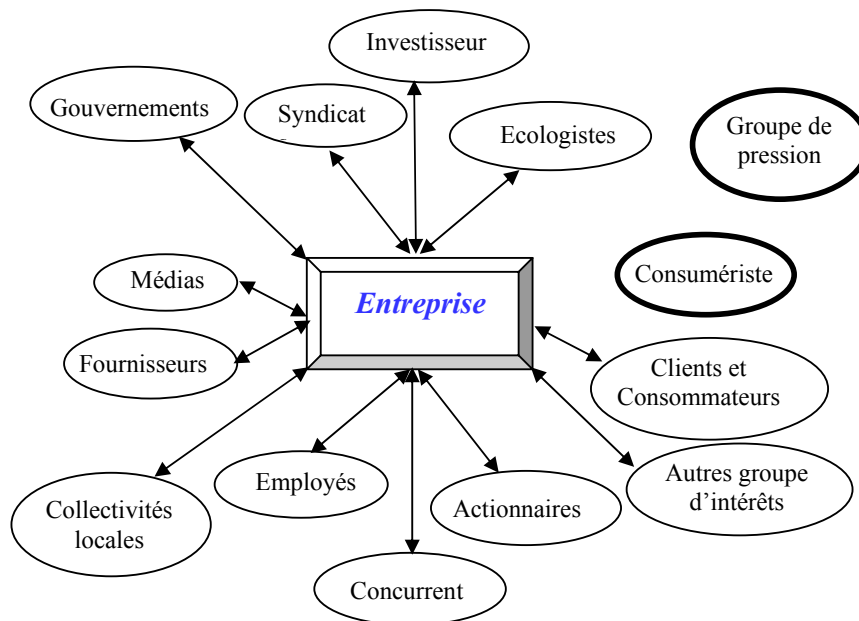 Investisseur
Gouvernements
Syndicat
Ecologistes
Groupe de
pression
Médias
Entreprise
Consumériste
Fournisseurs
Clients et
Consommateurs
Employés
Autres groupe
d’intérêts
Collectivités
locales
Actionnaires
Concurrent